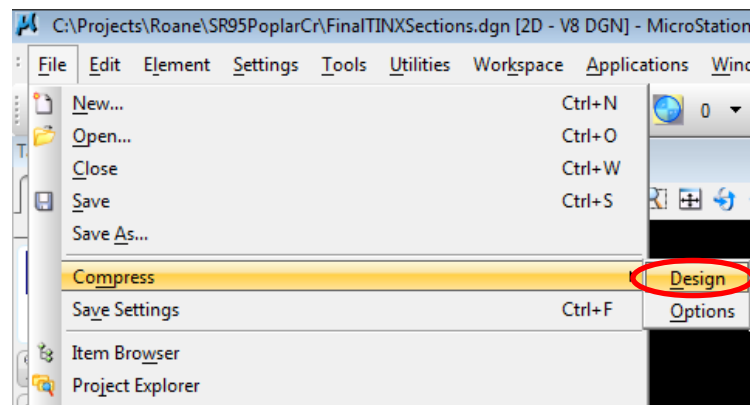 C:\Projects\Roane\SR95PoplarCr\FinalTINXSections.dgn [2D - V8 DGN] - MicroStation
File Edit Element Settings Tools Utilities Workspace Applications
New... Ctrl+N 0
Open... Ctrl+O
Close Ctrl+W
Save Ctrl+S
Save As...
Compress Design
Save Settings Ctrl+F Options
Item Browser
Project Explorer